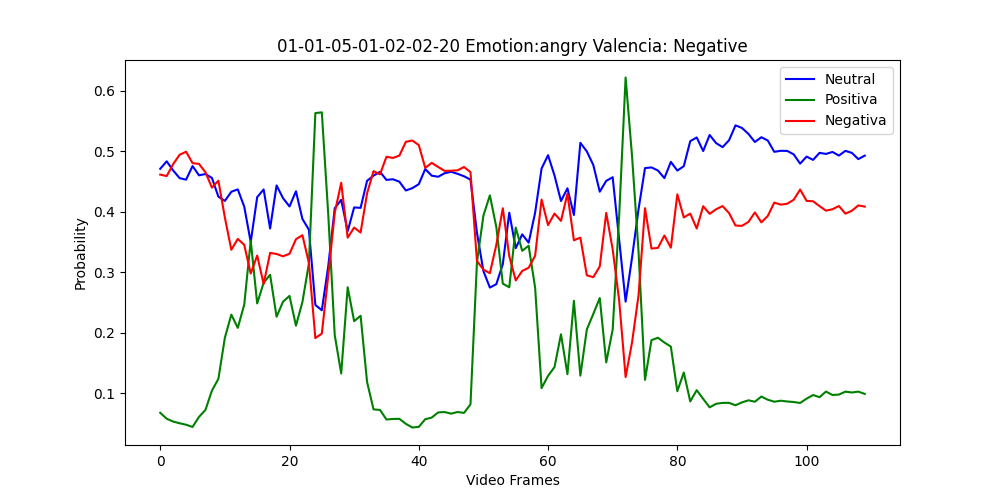 01-01-05-01-02-02-20 Emotion:angry Valencia: Negative
Neutral
Positiva
Negativa
Probability
0.6
0.5
0.4
0.3
0.2
0.1
0 20 40 60 80 100
Video Frames